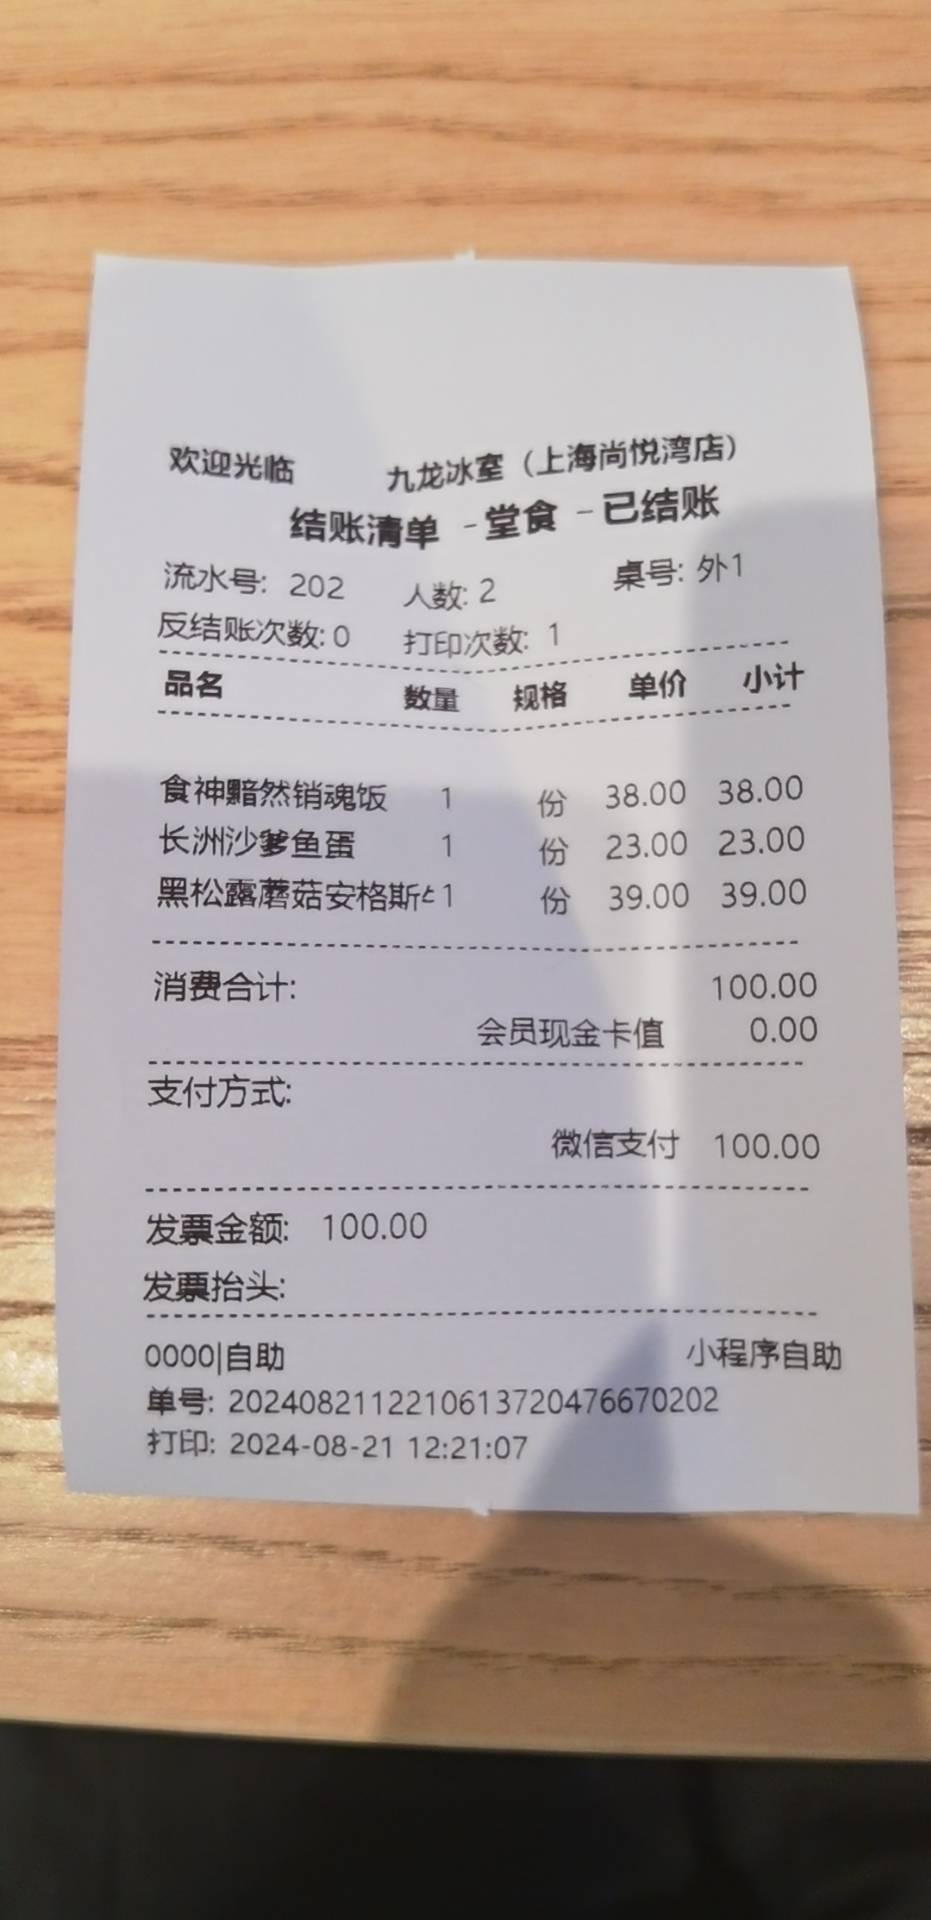 欢迎光临 九龙冰室（上海尚悦湾店）
结账清单 - 堂食 - 已结账
流水号: 202 人数: 2 桌号: 外1
反结账次数: 0 打印次数: 1
品名 数量 规格 单价 小计
食神黯然销魂饭 1 份 38.00 38.00
长洲沙爹鱼蛋 1 份 23.00 23.00
黑松露蘑菇安格斯 1 份 39.00 39.00
消费合计: 100.00
会员现金卡值 0.00
支付方式:
微信支付 100.00
发票金额: 100.00
发票抬头:
0000|自助 小程序自助
单号: 2024082112210613720476670202
打印: 2024-08-21 12:21:07